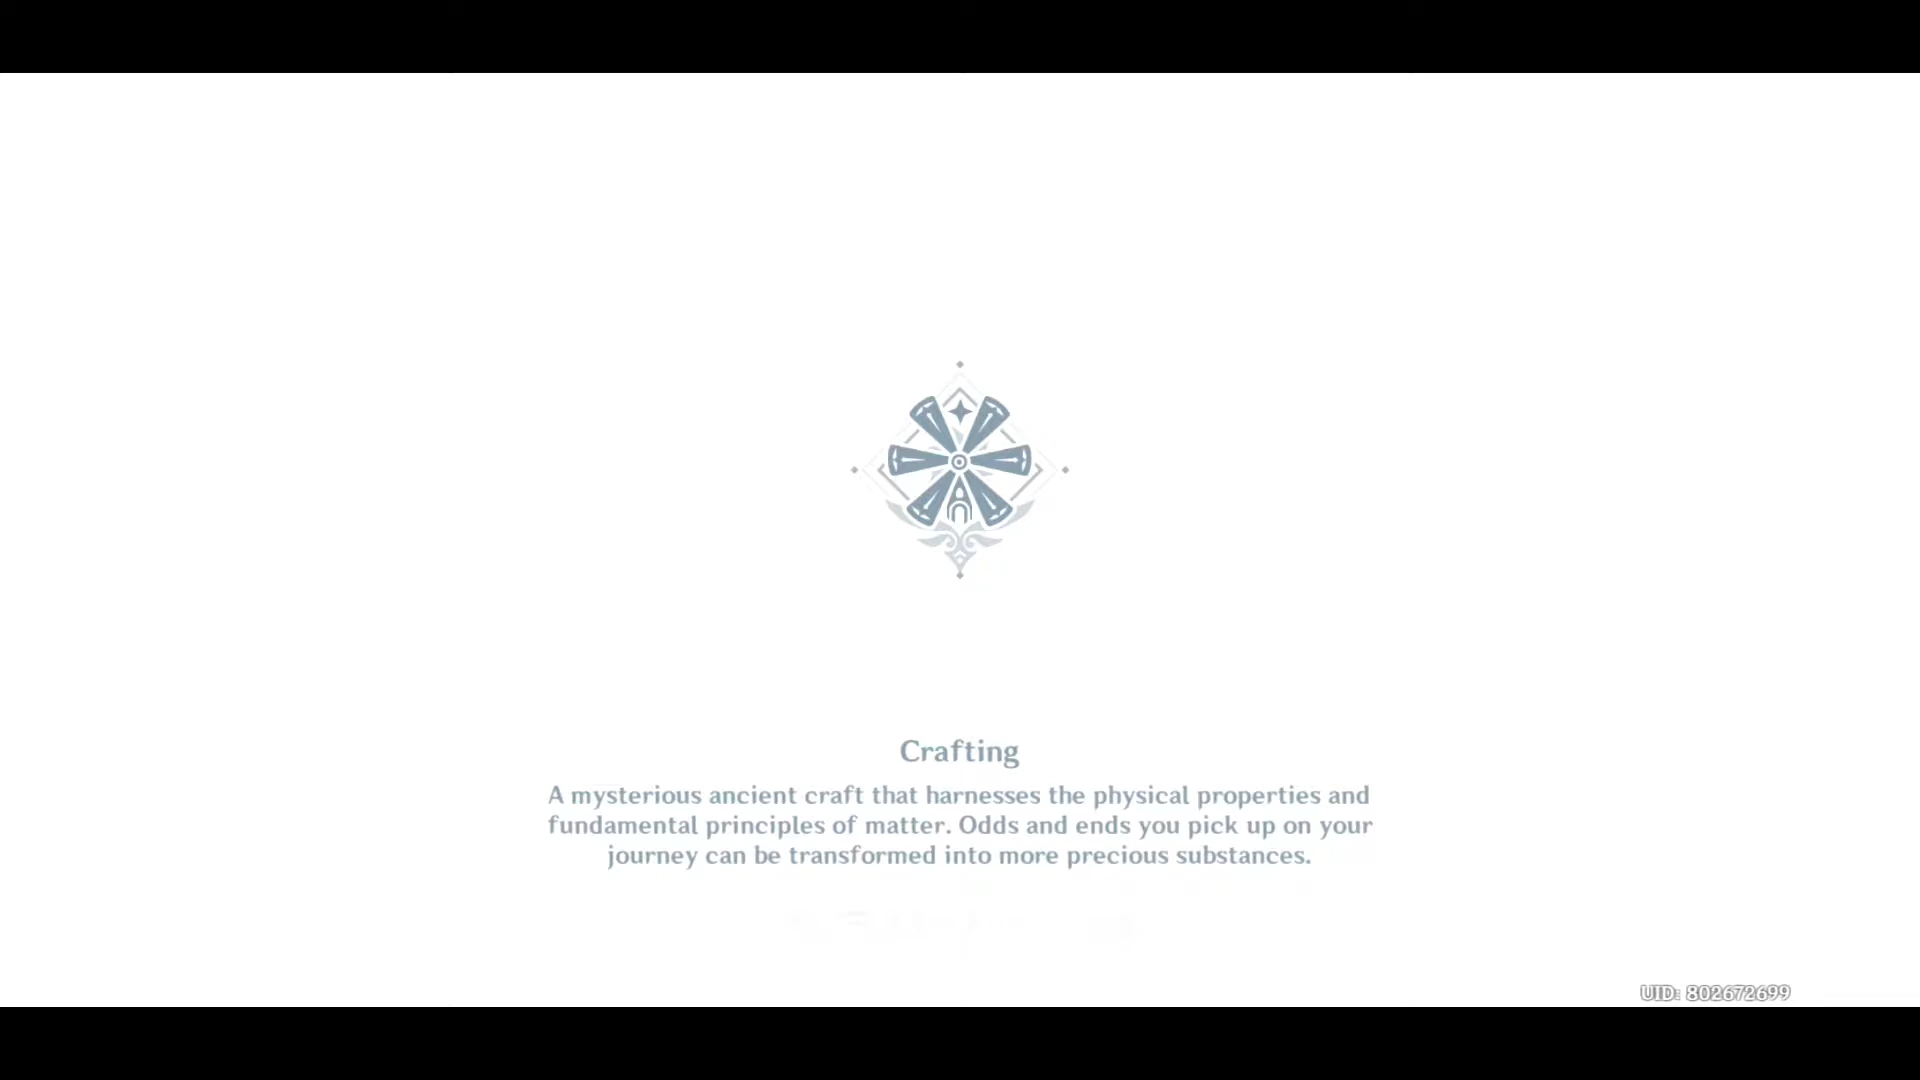 Crafting
A mysterious ancient craft that harnesses the physical properties and
fundamental principles of matter. Odds and ends you pick up on your
journey can be transformed into more precious substances.
UID: 802672699